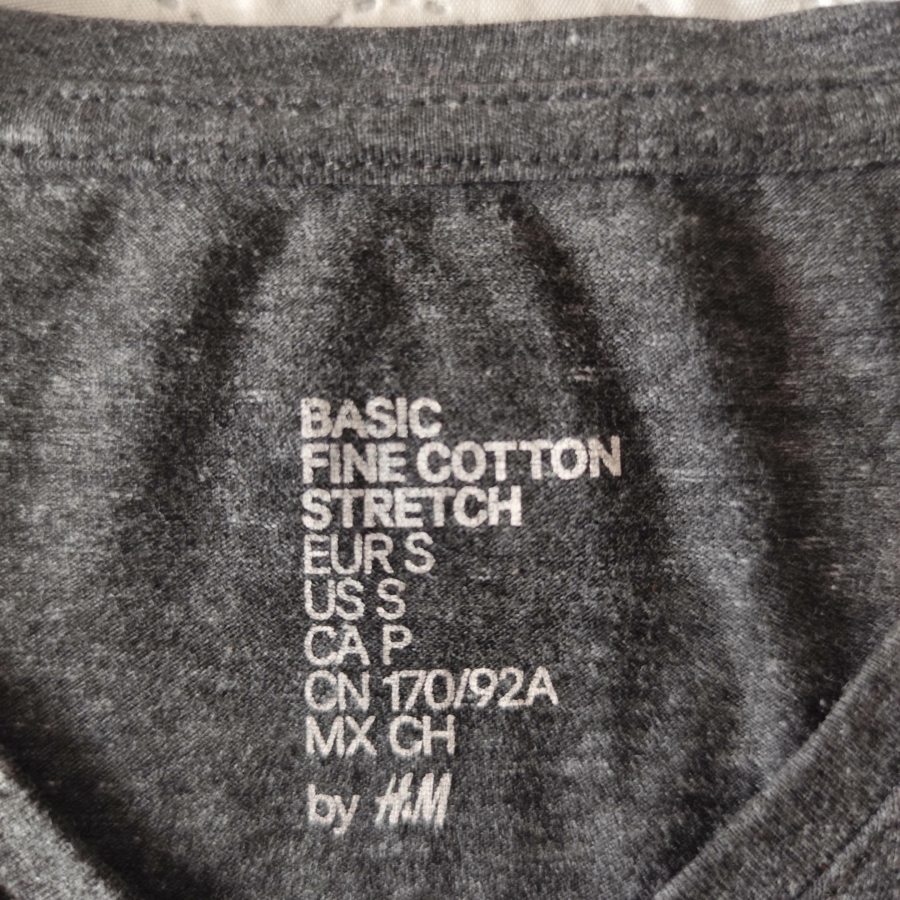 BASIC
FINE COTTON
STRETCH
EUR S
US S
CA P
CN 170/92A
MX CH
by H&M